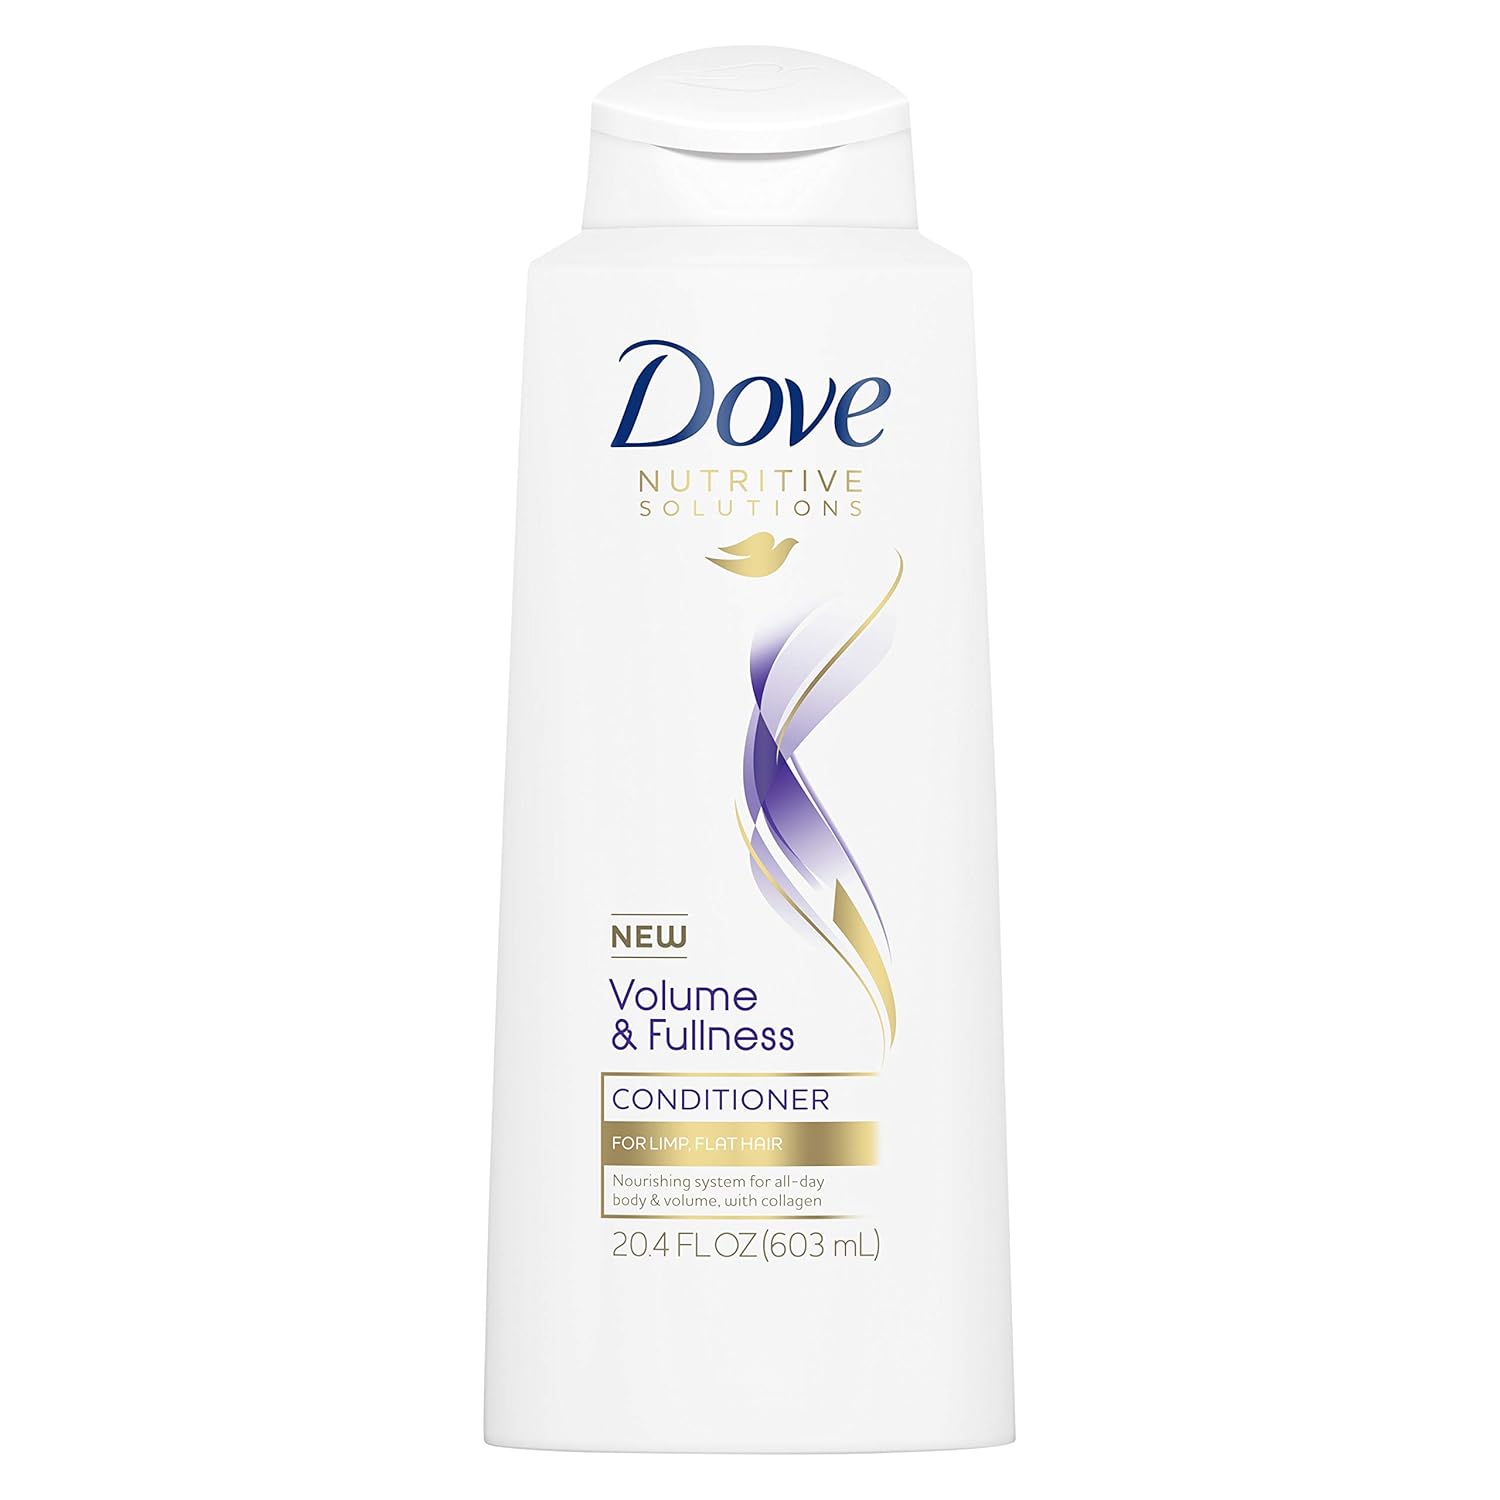 Dove
NUTRITIVE
SOLUTIONS
NEW
Volume
& Fullness
CONDITIONER
FOR LIMP, FLAT HAIR
Nourishing system for all-day
body & volume, with collagen
20.4 FL OZ (603 mL)